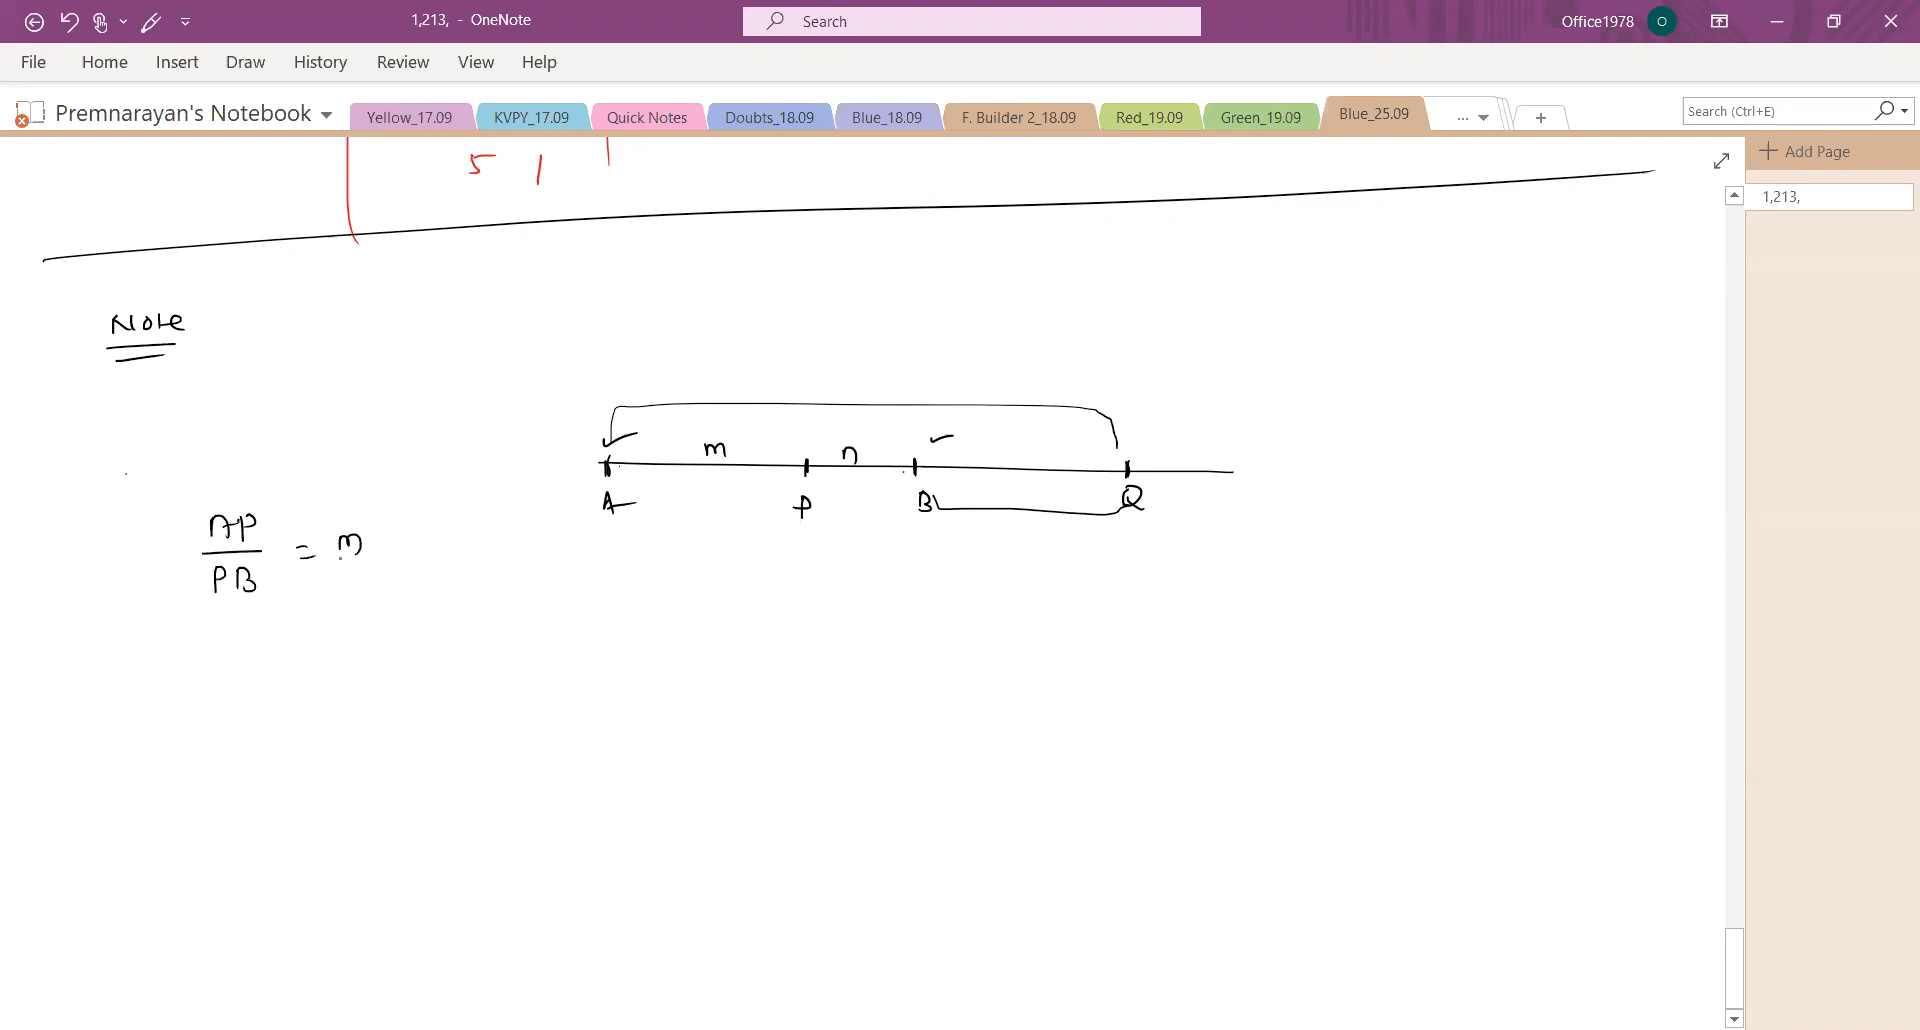 1,213, - OneNote
Search
Office1978
O
File Home Insert Draw History Review View Help
Premnarayan's Notebook
Yellow_17.09
KVPY_17.09
Quick Notes
Doubts_18.09
Blue_18.09
F. Builder 2_18.09
Red_19.09
Green_19.09
Blue_25.09
...
Search (Ctrl+E)
Add Page
1,213,
5 1
Note
m n
A P B Q
AP
PB
= m